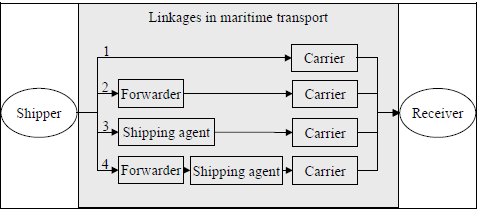 Linkages in maritime transport
1
Carrier
2
Forwarder
Carrier
Shipper
Receiver
3
Shipping agent
Carrier
4
Forwarder
Shipping agent
Carrier